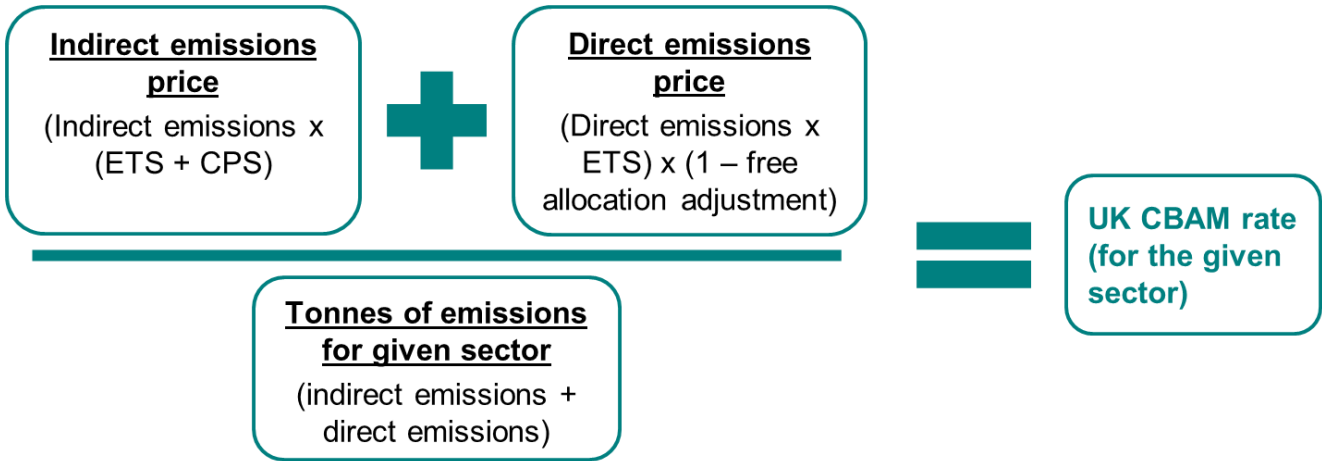 Indirect emissions
price
(Indirect emissions x
(ETS + CPS)
Direct emissions
price
(Direct emissions x
ETS) x (1 – free
allocation adjustment)
Tonnes of emissions
for given sector
(indirect emissions +
direct emissions)
UK CBAM rate
(for the given
sector)